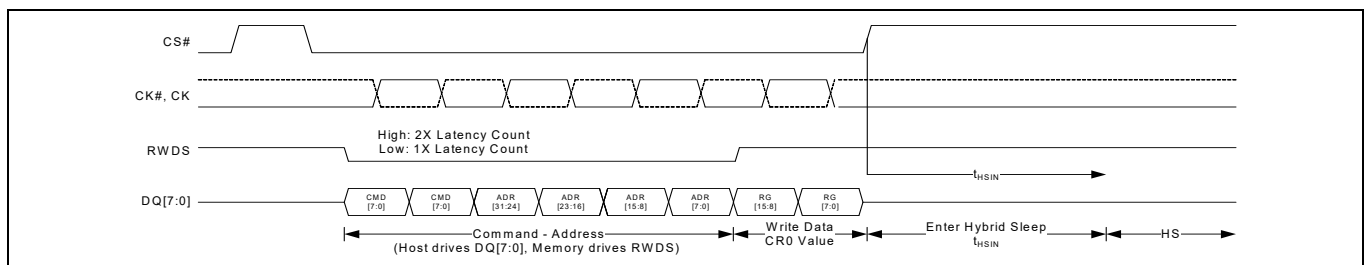 CS#
CK#, CK
High: 2X Latency Count
Low: 1X Latency Count
RWDS
tHSIN
DQ[7:0]
CMD [7:0]
CMD [7:0]
ADR [31:24]
ADR [23:16]
ADR [15:8]
ADR [7:0]
RG [15:8]
RG [7:0]
Command - Address
(Host drives DQ[7:0], Memory drives RWDS)
Write Data
CR0 Value
Enter Hybrid Sleep
tHSIN
HS